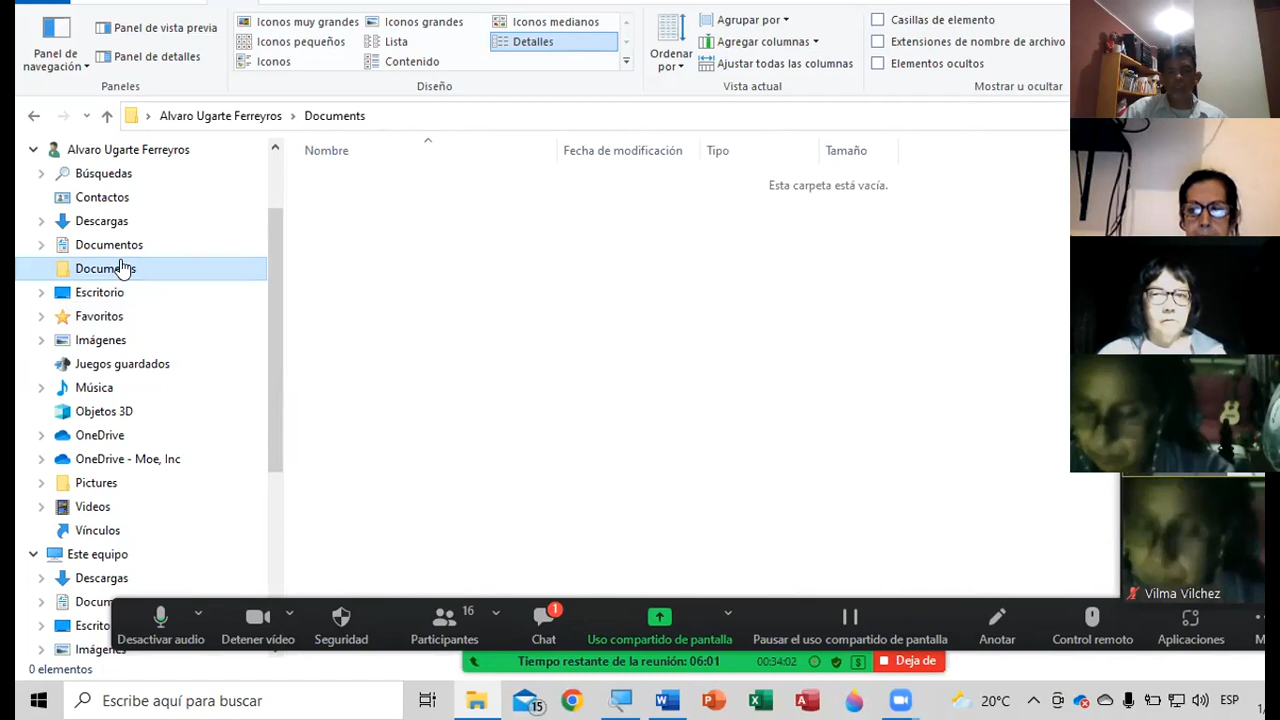 Panel de navegación
Panel de vista previa
Panel de detalles
Paneles
Iconos muy grandes
Iconos grandes
Iconos medianos
Iconos pequeños
Lista
Detalles
Iconos
Contenido
Diseño
Ordenar por
Agrupar por
Agregar columnas
Ajustar todas las columnas
Vista actual
Casillas de elemento
Extensiones de nombre de archivo
Elementos ocultos
Mostrar u ocultar
Alvaro Ugarte Ferreyros > Documents
Alvaro Ugarte Ferreyros
Búsquedas
Contactos
Descargas
Documentos
Documents
Escritorio
Favoritos
Imágenes
Juegos guardados
Música
Objetos 3D
OneDrive
OneDrive - Moe, Inc
Pictures
Videos
Vínculos
Este equipo
Descargas
Docum
Escrito
Imágene
0 elementos
Nombre
Fecha de modificación
Tipo
Tamaño
Esta carpeta está vacía.
Vilma Vilchez
Desactivar audio
Detener vídeo
Seguridad
16
Participantes
1
Chat
Uso compartido de pantalla
Pausar el uso compartido de pantalla
Anotar
Control remoto
Aplicaciones
M
Tiempo restante de la reunión: 06:01
00:34:02
Deja de
Escribe aquí para buscar
15
20°C
ESP